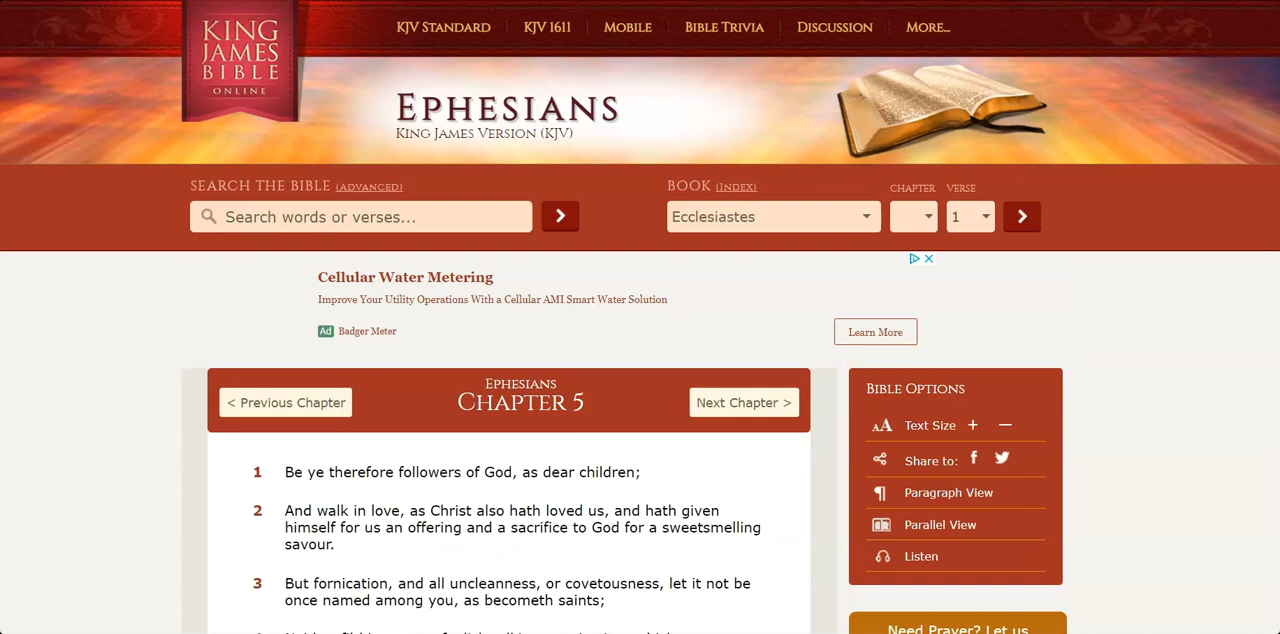 KING
JAMES
BIBLE
ONLINE
KJV STANDARD
KJV 1611
MOBILE
BIBLE TRIVIA
DISCUSSION
MORE...
EPHESIANS
KING JAMES VERSION (KJV)
SEARCH THE BIBLE (ADVANCED)
BOOK (INDEX)
CHAPTER
VERSE
Search words or verses...
Ecclesiastes
1
Cellular Water Metering
Improve Your Utility Operations With a Cellular AMI Smart Water Solution
Ad Badger Meter
Learn More
< Previous Chapter
EPHESIANS
CHAPTER 5
Next Chapter >
1 Be ye therefore followers of God, as dear children;
2 And walk in love, as Christ also hath loved us, and hath given
himself for us an offering and a sacrifice to God for a sweetsmelling
savour.
3 But fornication, and all uncleanness, or covetousness, let it not be
once named among you, as becometh saints;
BIBLE OPTIONS
AA Text Size + −
Share to:
Paragraph View
Parallel View
Listen
Need Prayer? Let us